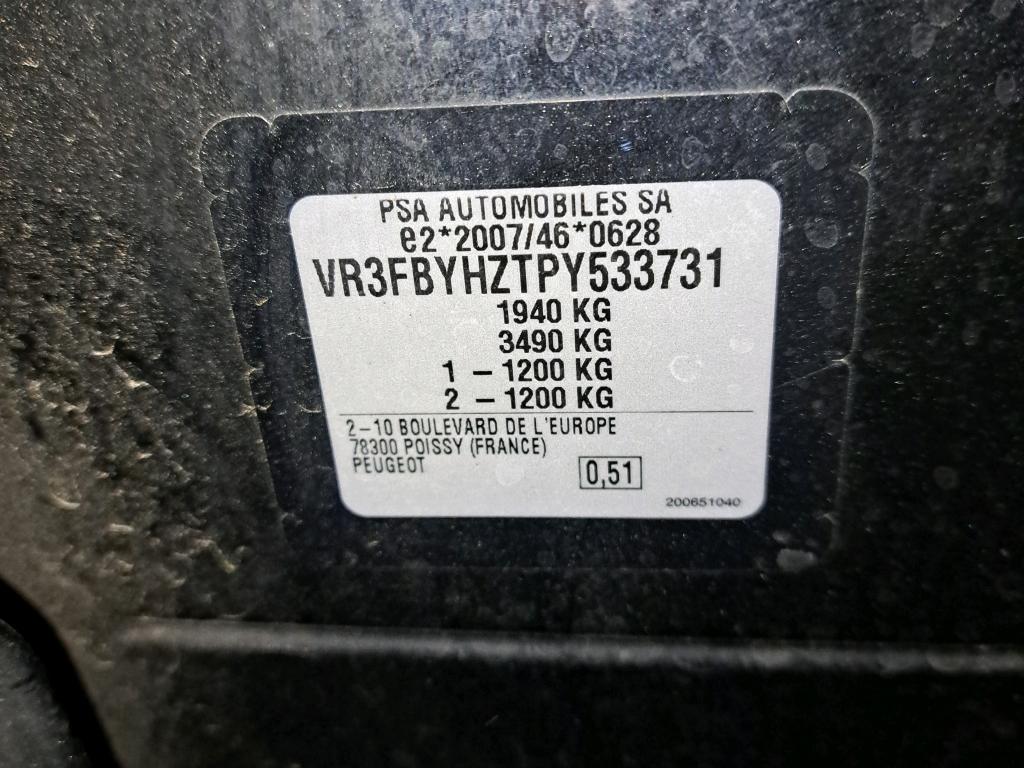 PSA AUTOMOBILES SA
e2*2007/46*0628
VR3FBYHZTPY533731
1940 KG
3490 KG
1 – 1200 KG
2 – 1200 KG
2–10 BOULEVARD DE L'EUROPE
78300 POISSY (FRANCE)
PEUGEOT
0,51
200651040